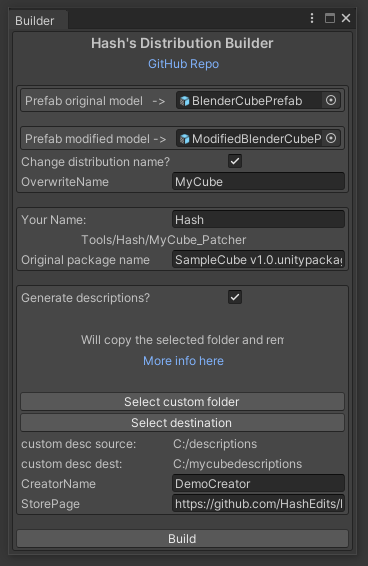 Builder
Hash's Distribution Builder
GitHub Repo
Prefab original model -> BlenderCubePrefab
Prefab modified model -> ModifiedBlenderCubeP
Change distribution name?
OverwriteName MyCube
Your Name: Hash
Tools/Hash/MyCube_Patcher
Original package name SampleCube v1.0.unitypackag
Generate descriptions?
Will copy the selected folder and rem
More info here
Select custom folder
Select destination
custom desc source: C:/descriptions
custom desc dest: C:/mycubedescriptions
CreatorName DemoCreator
StorePage https://github.com/HashEdits/
Build